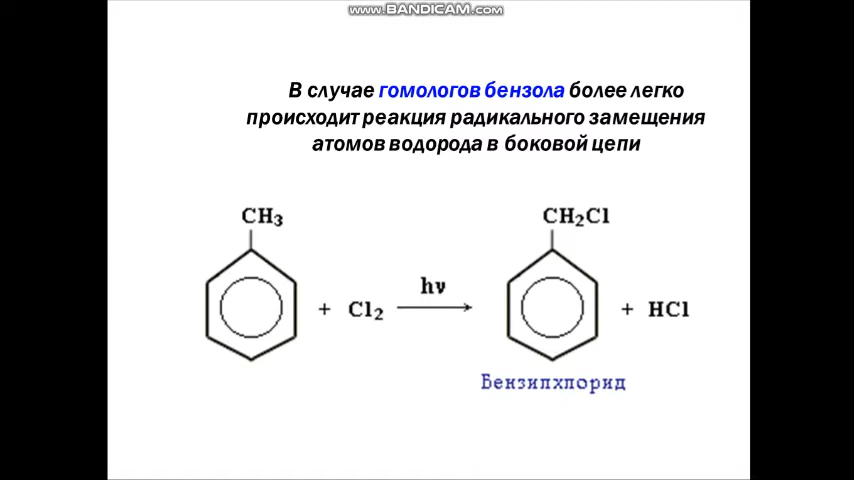 www.BANDICAM.com
В случае гомологов бензола более легко
происходит реакция радикального замещения
атомов водорода в боковой цепи
CH3
CH2Cl
+ Cl2
hν
+ HCl
Бензипхпорид